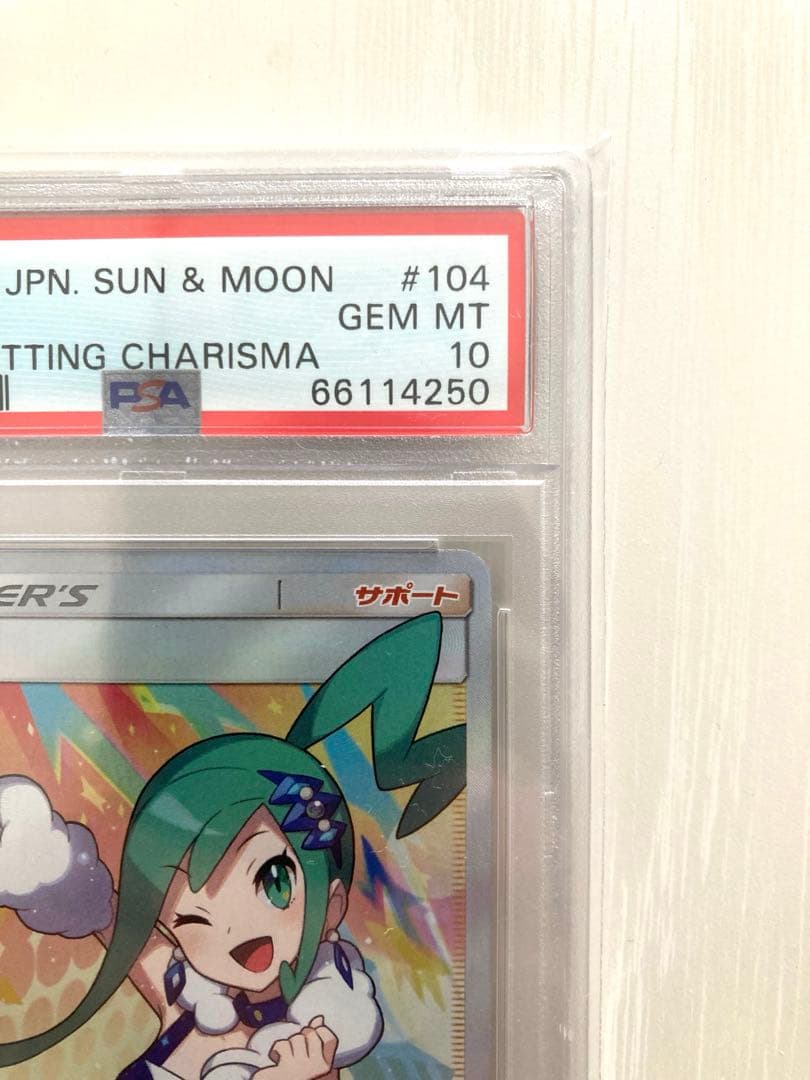 JPN. SUN & MOON #104
GEM MT
TTING CHARISMA 10
PSA 66114250
ER'S サポート